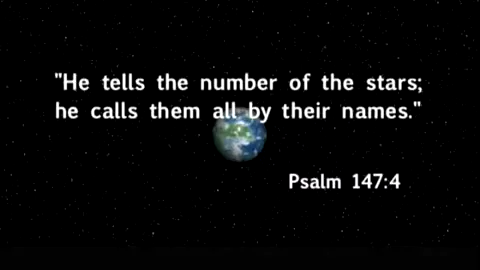 "He tells the number of the stars;
he calls them all by their names."
Psalm 147:4